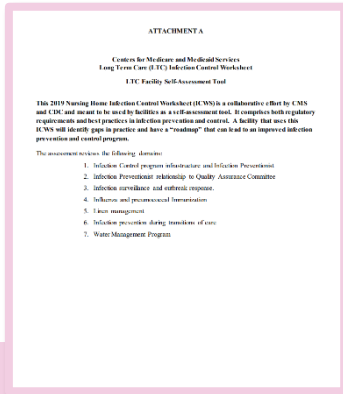 ATTACHMENT A
Centers for Medicare and Medicaid Services
Long Term Care (LTC) Infection Control Worksheet
LTC Facility Self-Assessment Tool
This 2019 Nursing Home Infection Control Worksheet (ICWS) is a collaborative effort by CMS
and CDC and meant to be used by facilities as a self-assessment tool. It comprises both regulatory
requirements and best practices in infection prevention and control. A facility that uses this
ICWS will identify gaps in practice and have a “roadmap” that can lead to an improved infection
prevention and control program.
The assessment reviews the following domains:
1. Infection Control program infrastructure and Infection Preventionist
2. Infection Preventionist relationship to Quality Assurance Committee
3. Infection surveillance and outbreak response.
4. Influenza and pneumococcal Immunization
5. Linen management
6. Infection prevention during transitions of care
7. Water Management Program